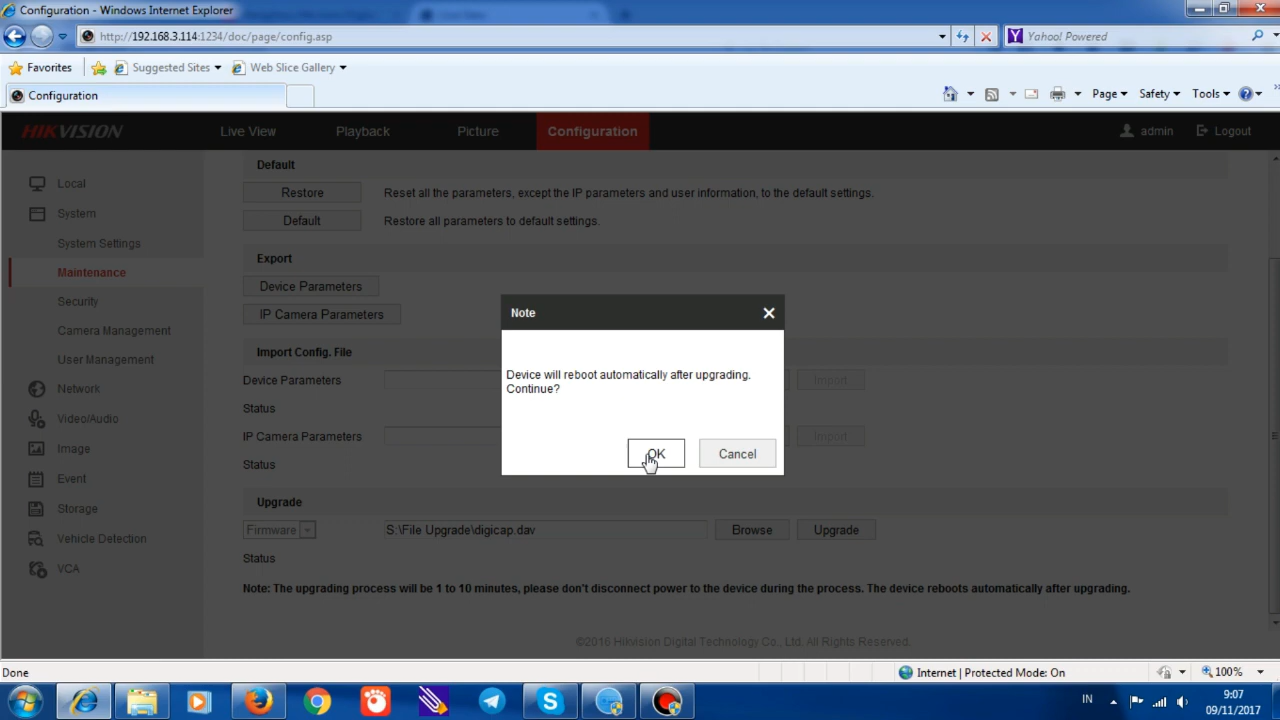 Configuration - Windows Internet Explorer
http://192.168.3.114:1234/doc/page/config.asp
Yahoo! Powered
Favorites
Suggested Sites
Web Slice Gallery
Configuration
Page
Safety
Tools
HIKVISION
Live View
Playback
Picture
Configuration
admin
Logout
Local
System
System Settings
Maintenance
Security
Camera Management
User Management
Network
Video/Audio
Image
Event
Storage
Vehicle Detection
VCA
Default
Restore
Reset all the parameters, except the IP parameters and user information, to the default settings.
Default
Restore all parameters to default settings.
Export
Device Parameters
IP Camera Parameters
Import Config. File
Device Parameters
Import
Status
IP Camera Parameters
Import
Status
Note
Device will reboot automatically after upgrading.
Continue?
OK
Cancel
Upgrade
Firmware
S:\File Upgrade\digicap.dav
Browse
Upgrade
Status
Note: The upgrading process will be 1 to 10 minutes, please don't disconnect power to the device during the process. The device reboots automatically after upgrading.
©2016 Hikvision Digital Technology Co., Ltd. All Rights Reserved.
Done
Internet | Protected Mode: On
100%
IN
9:07
09/11/2017